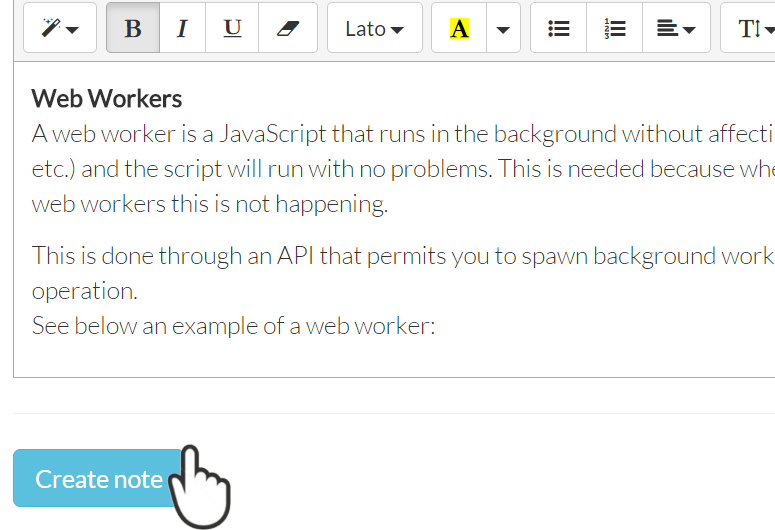 B I U Lato A T
Web Workers
A web worker is a JavaScript that runs in the background without affecti
etc.) and the script will run with no problems. This is needed because whe
web workers this is not happening.
This is done through an API that permits you to spawn background work
operation.
See below an example of a web worker:
Create note